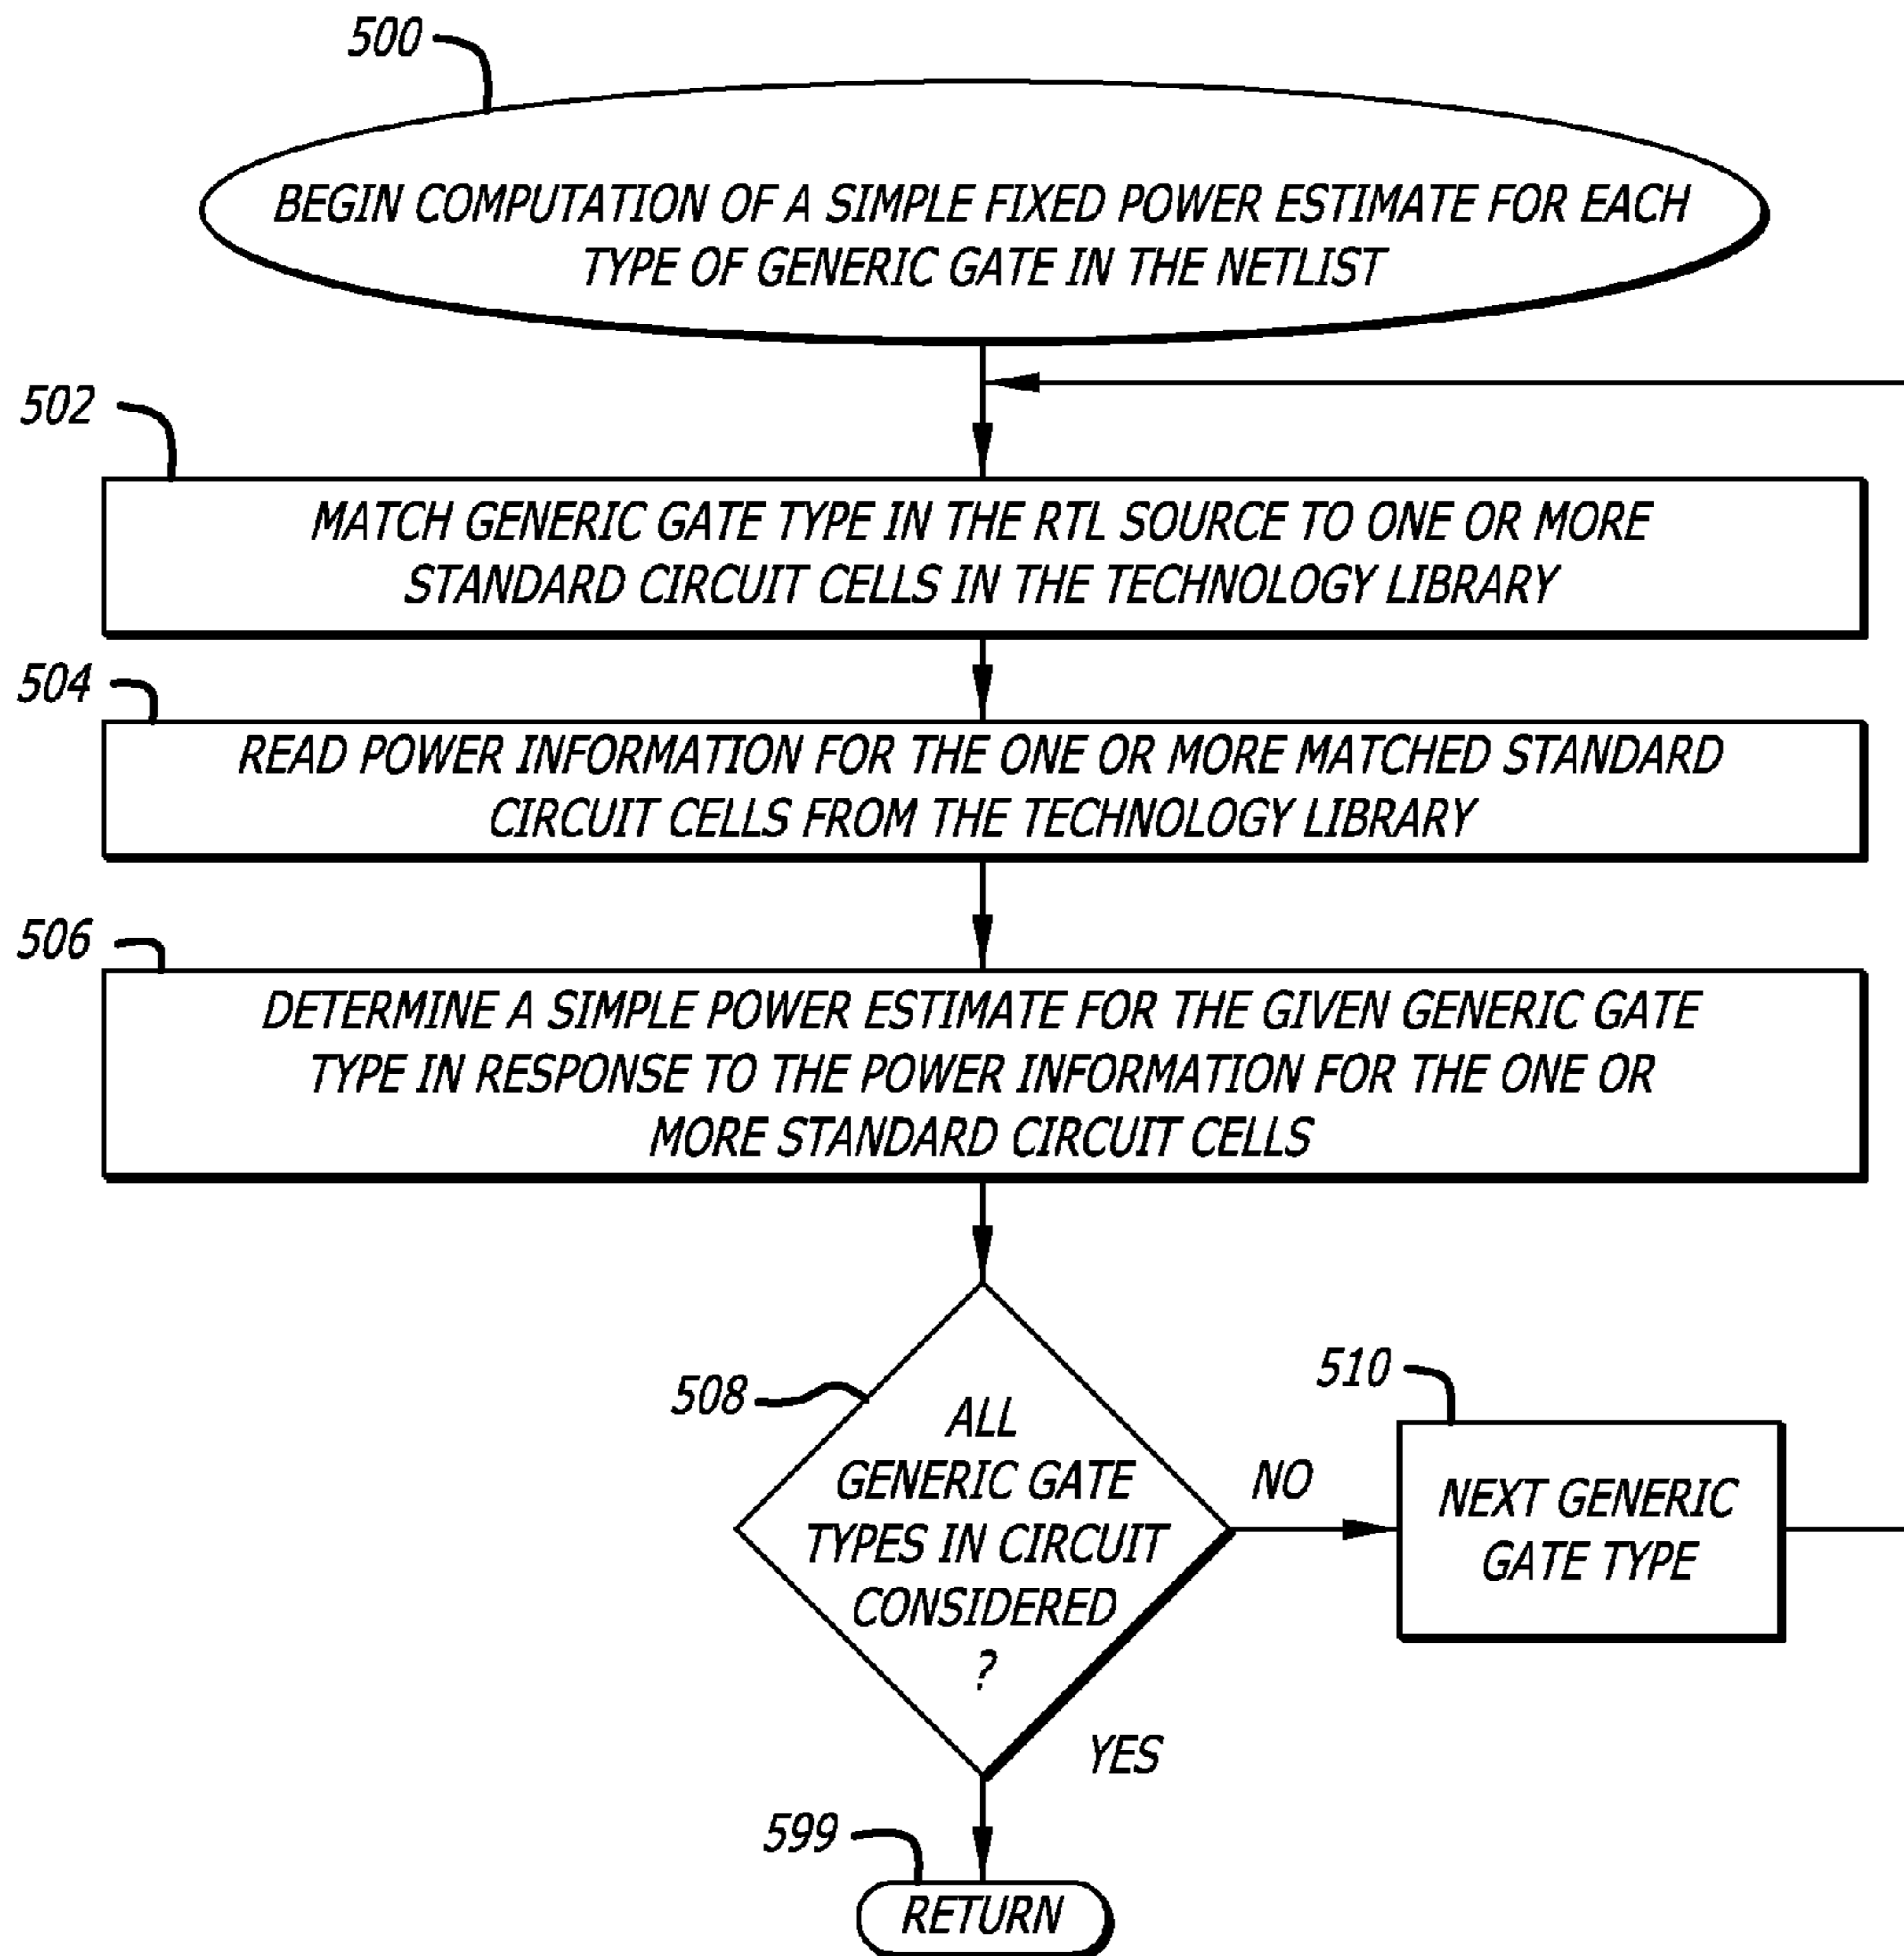 500
BEGIN COMPUTATION OF A SIMPLE FIXED POWER ESTIMATE FOR EACH
TYPE OF GENERIC GATE IN THE NETLIST
502
MATCH GENERIC GATE TYPE IN THE RTL SOURCE TO ONE OR MORE
STANDARD CIRCUIT CELLS IN THE TECHNOLOGY LIBRARY
504
READ POWER INFORMATION FOR THE ONE OR MORE MATCHED STANDARD
CIRCUIT CELLS FROM THE TECHNOLOGY LIBRARY
506
DETERMINE A SIMPLE POWER ESTIMATE FOR THE GIVEN GENERIC GATE
TYPE IN RESPONSE TO THE POWER INFORMATION FOR THE ONE OR
MORE STANDARD CIRCUIT CELLS
508
ALL
GENERIC GATE
TYPES IN CIRCUIT
CONSIDERED
?
NO
510
NEXT GENERIC
GATE TYPE
YES
599
RETURN